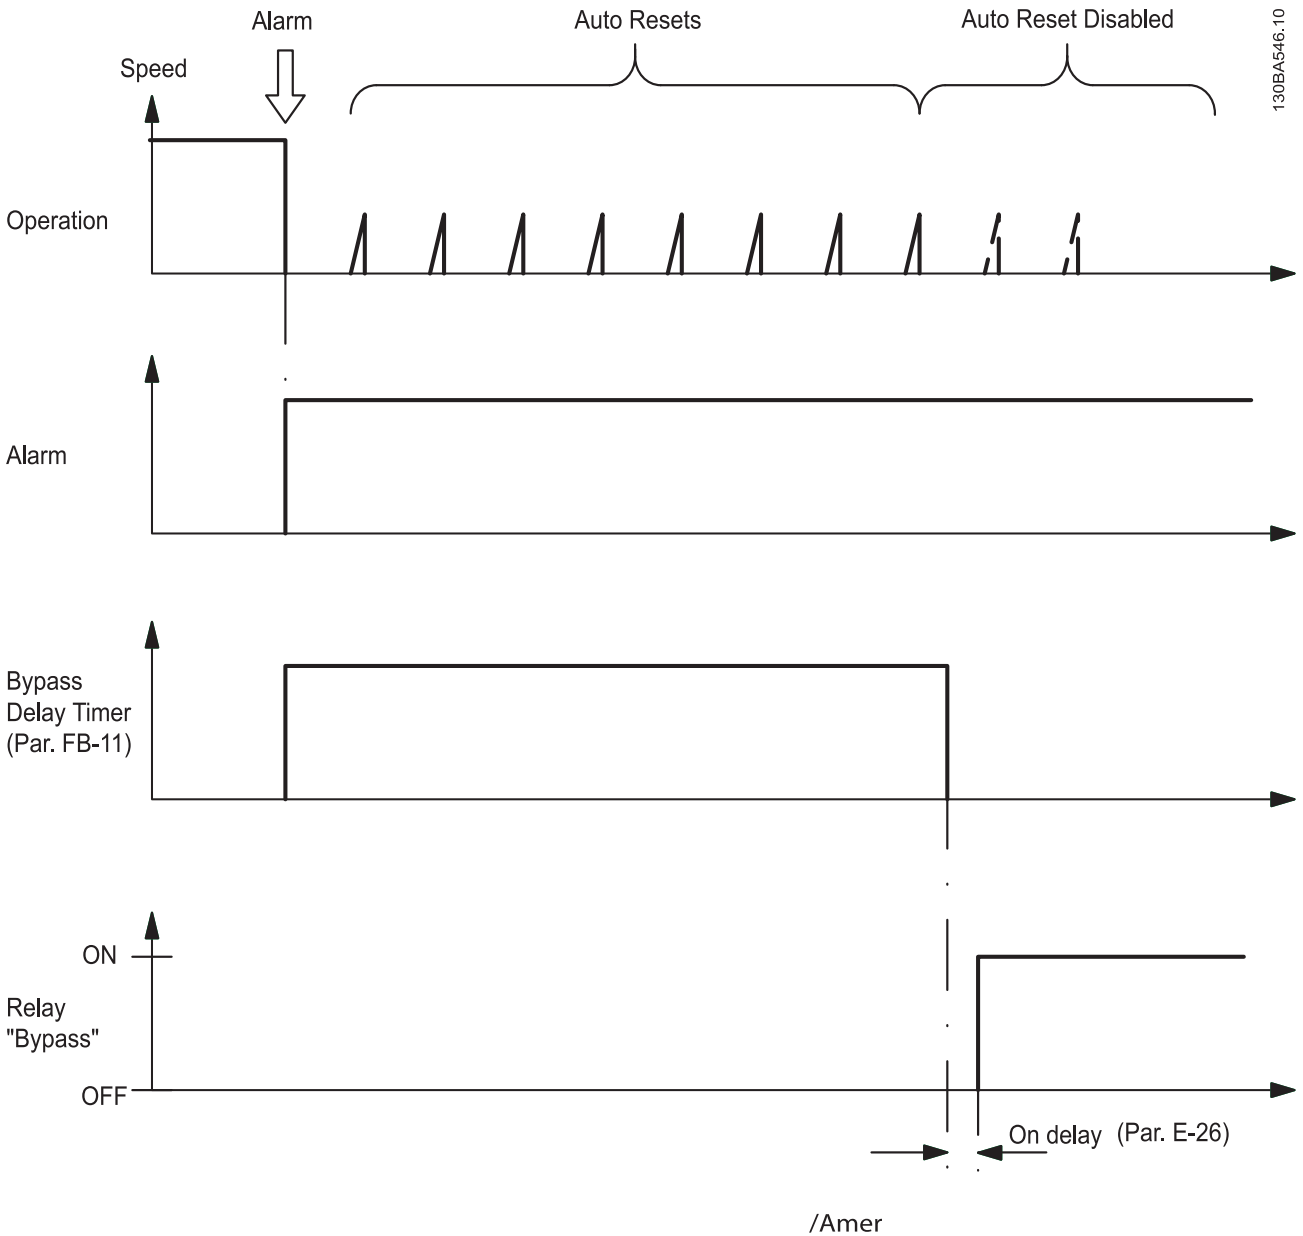 Alarm
Auto Resets
Auto Reset Disabled
130BA546.10
Speed
Operation
Alarm
Bypass
Delay Timer
(Par. FB-11)
ON
Relay
"Bypass"
OFF
On delay (Par. E-26)
/Amer